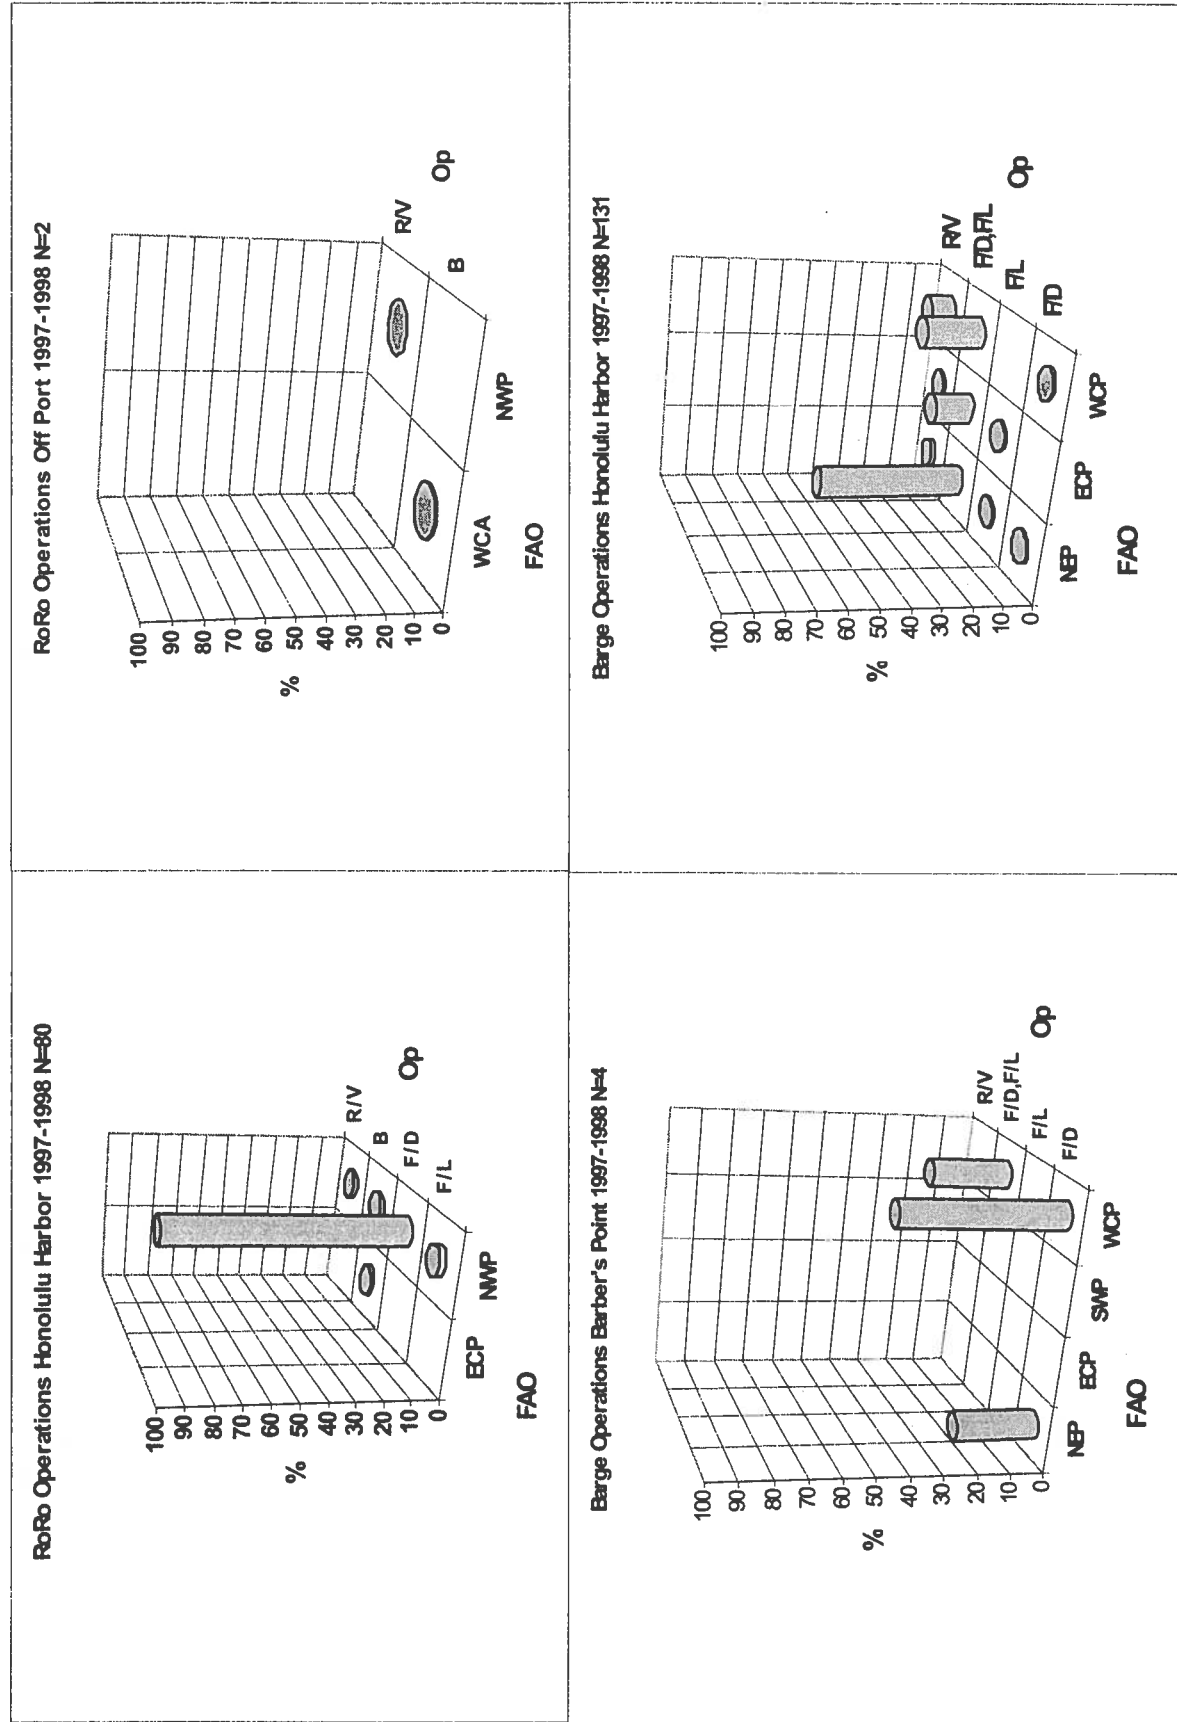 RoRo Operations Honolulu Harbor 1997-1998 N=80
100
90
80
70
60
50
40
30
20
10
0
%
ECP
NWP
FAO
R/V
B
F/D
F/L
Op
RoRo Operations Off Port 1997-1998 N=2
100
90
80
70
60
50
40
30
20
10
0
%
WCA
NWP
FAO
R/V
B
Op
Barge Operations Barber's Point 1997-1998 N=4
100
90
80
70
60
50
40
30
20
10
0
%
NEP
ECP
SWP
WCP
FAO
R/V
F/D,F/L
F/L
F/D
Op
Barge Operations Honolulu Harbor 1997-1998 N=131
100
90
80
70
60
50
40
30
20
10
0
%
NEP
ECP
WCP
FAO
R/V
F/D,F/L
F/L
F/D
Op